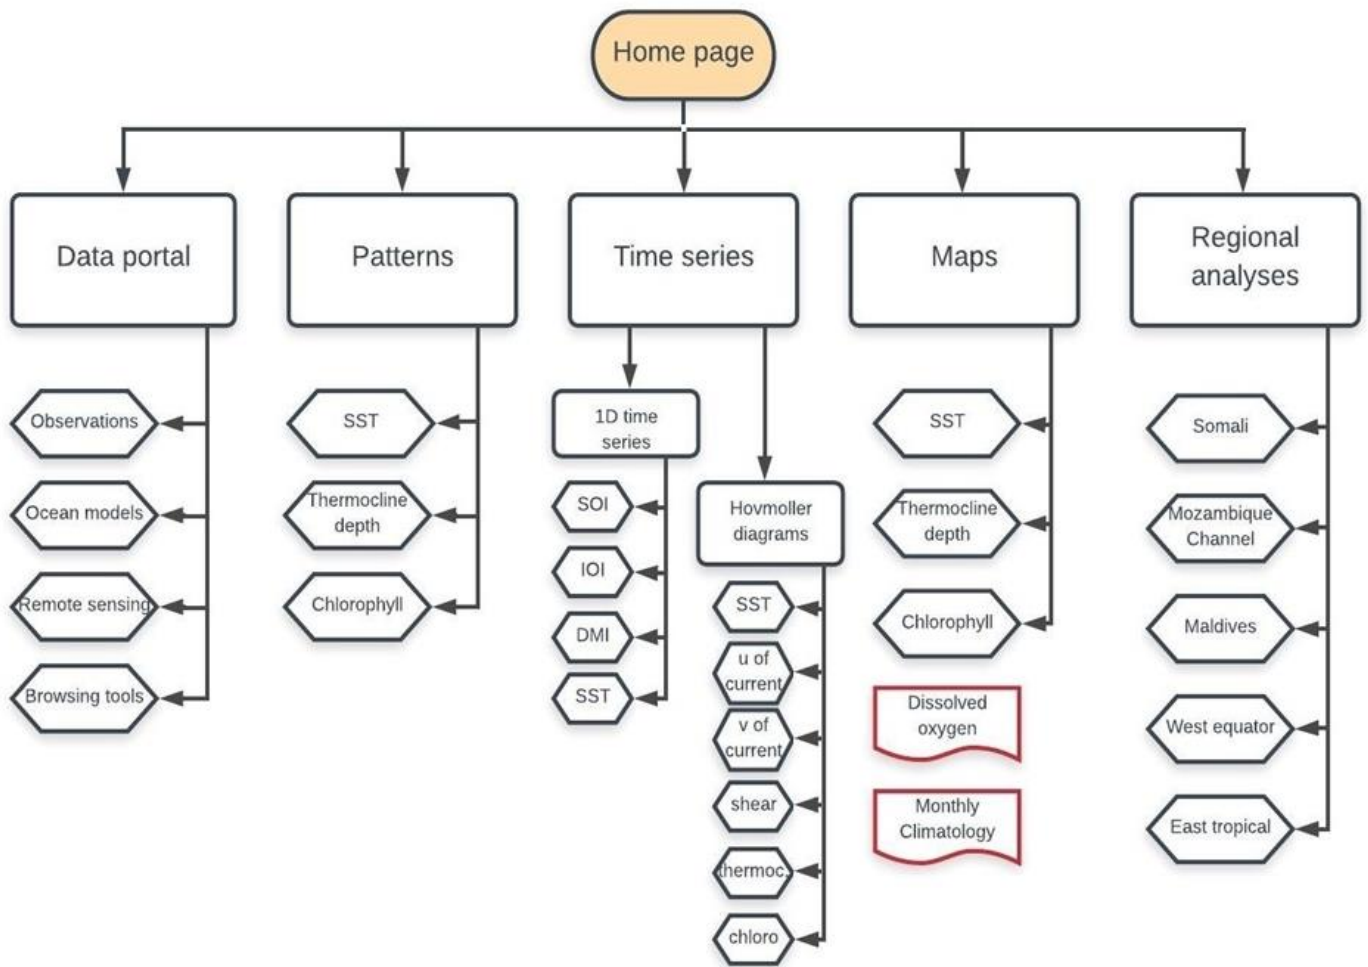 Home page
Data portal
Patterns
Time series
Maps
Regional
analyses
Observations
Ocean models
Remote sensing
Browsing tools
SST
Thermocline
depth
Chlorophyll
1D time
series
SOI
IOI
DMI
SST
Hovmoller
diagrams
SST
u of
current
v of
current
shear
thermoc.
chloro
SST
Thermocline
depth
Chlorophyll
Dissolved
oxygen
Monthly
Climatology
Somali
Mozambique
Channel
Maldives
West equator
East tropical